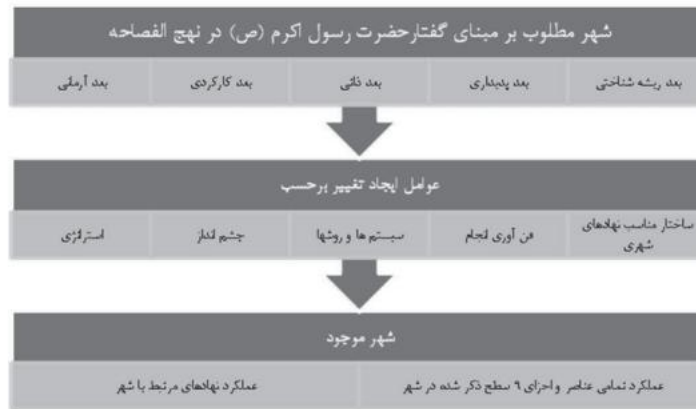 شهر مطلوب بر مبنای گفتارحضرت رسول اکرم (ص) در نهج الفصاحه
بعد ریشه شناختی
بعد پدیداری
بعد ذاتی
بعد کارکردی
بعد آرمانی
عوامل ایجاد تغییر برحسب
ساختار مناسب نهادهای
شهری
فن آوری انجام
سیستم ها و روشها
چشم انداز
استراتژی
شهر موجود
عملکرد تمامی عناصر و اجزای ۹ سطح ذکر شده در شهر
عملکرد نهادهای مرتبط با شهر